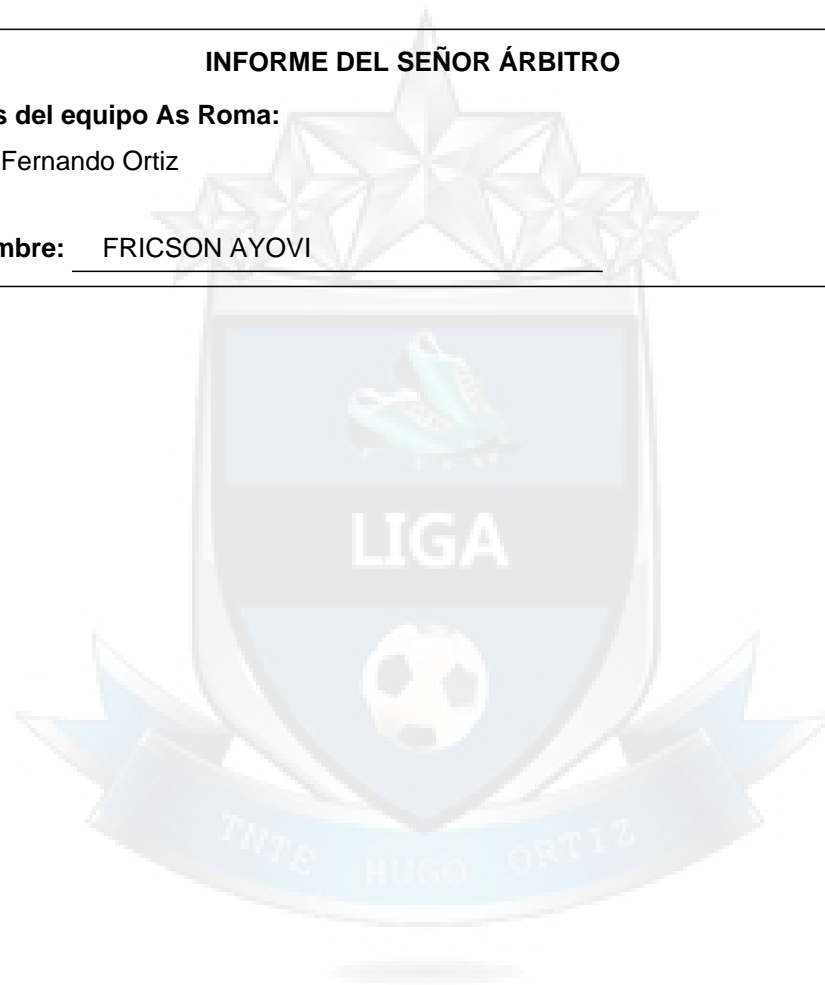 INFORME DEL SEÑOR ÁRBITRO
s del equipo As Roma:
Fernando Ortiz
mbre: FRICSON AYOVI
LIGA
TNTE HUGO ORTIZ